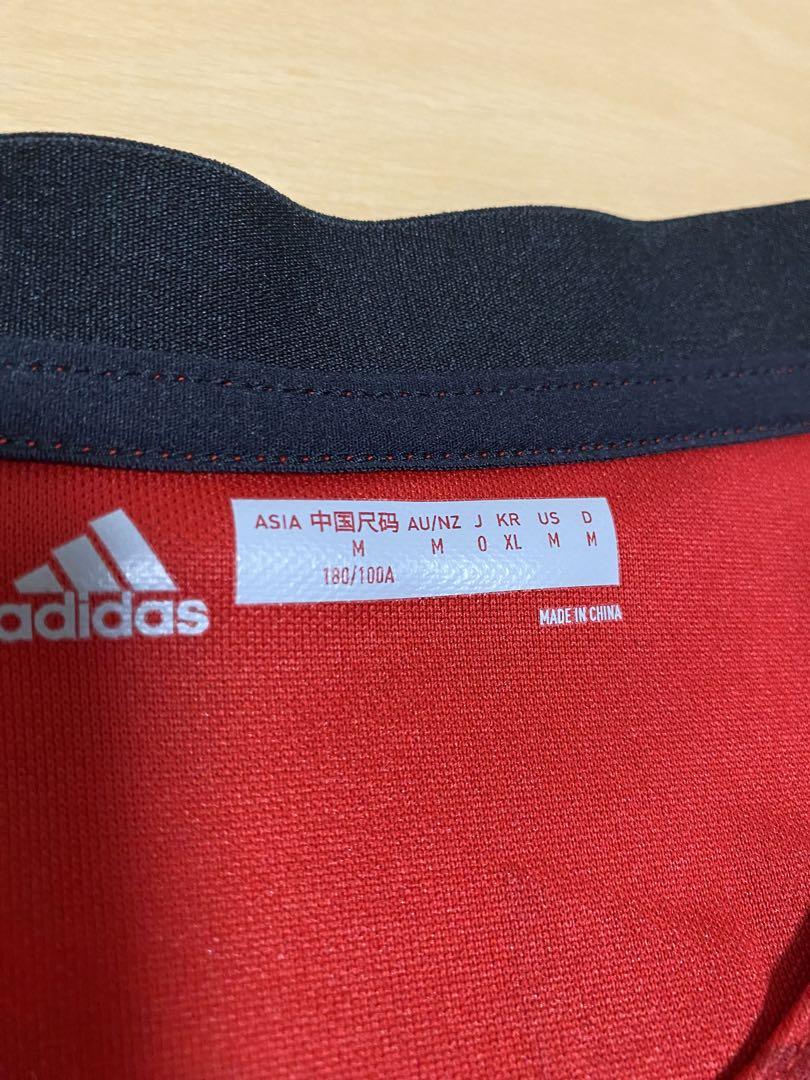 adidas
ASIA 中国尺码 AU/NZ J KR US D
M M O XL M M
180/100A
MADE IN CHINA